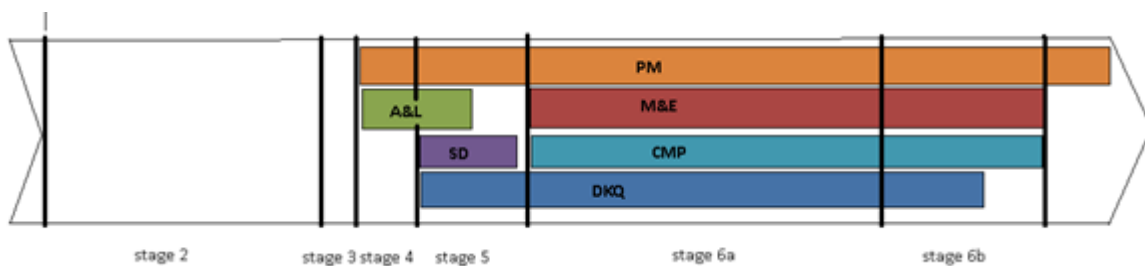 PM
A&L
M&E
SD
CMP
DKQ
stage 2
stage 3
stage 4
stage 5
stage 6a
stage 6b